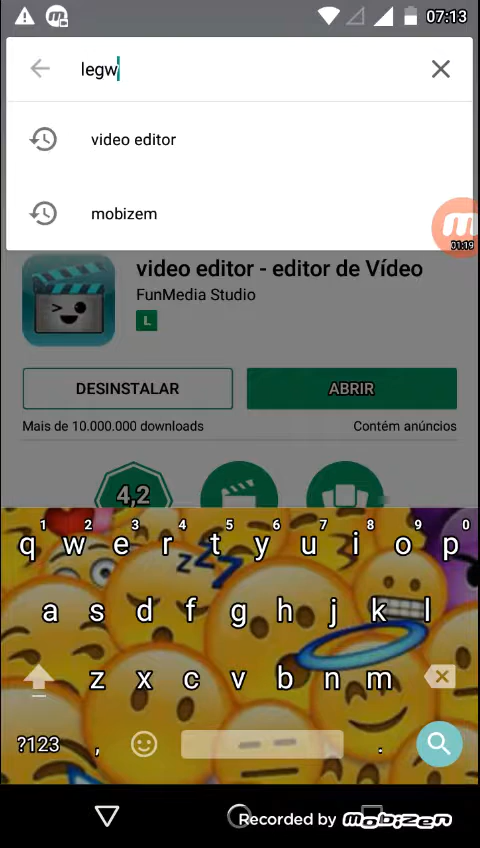 07:13
legw
video editor
mobizem
01:19
video editor - editor de Vídeo
FunMedia Studio
L
DESINSTALAR
ABRIR
Mais de 10.000.000 downloads
Contém anúncios
4,2
1 2 3 4 5 6 7 8 9 0
q w e r t y u i o p
a s d f g h j k l
z x c v b n m
?123 , .
Recorded by Mobizen